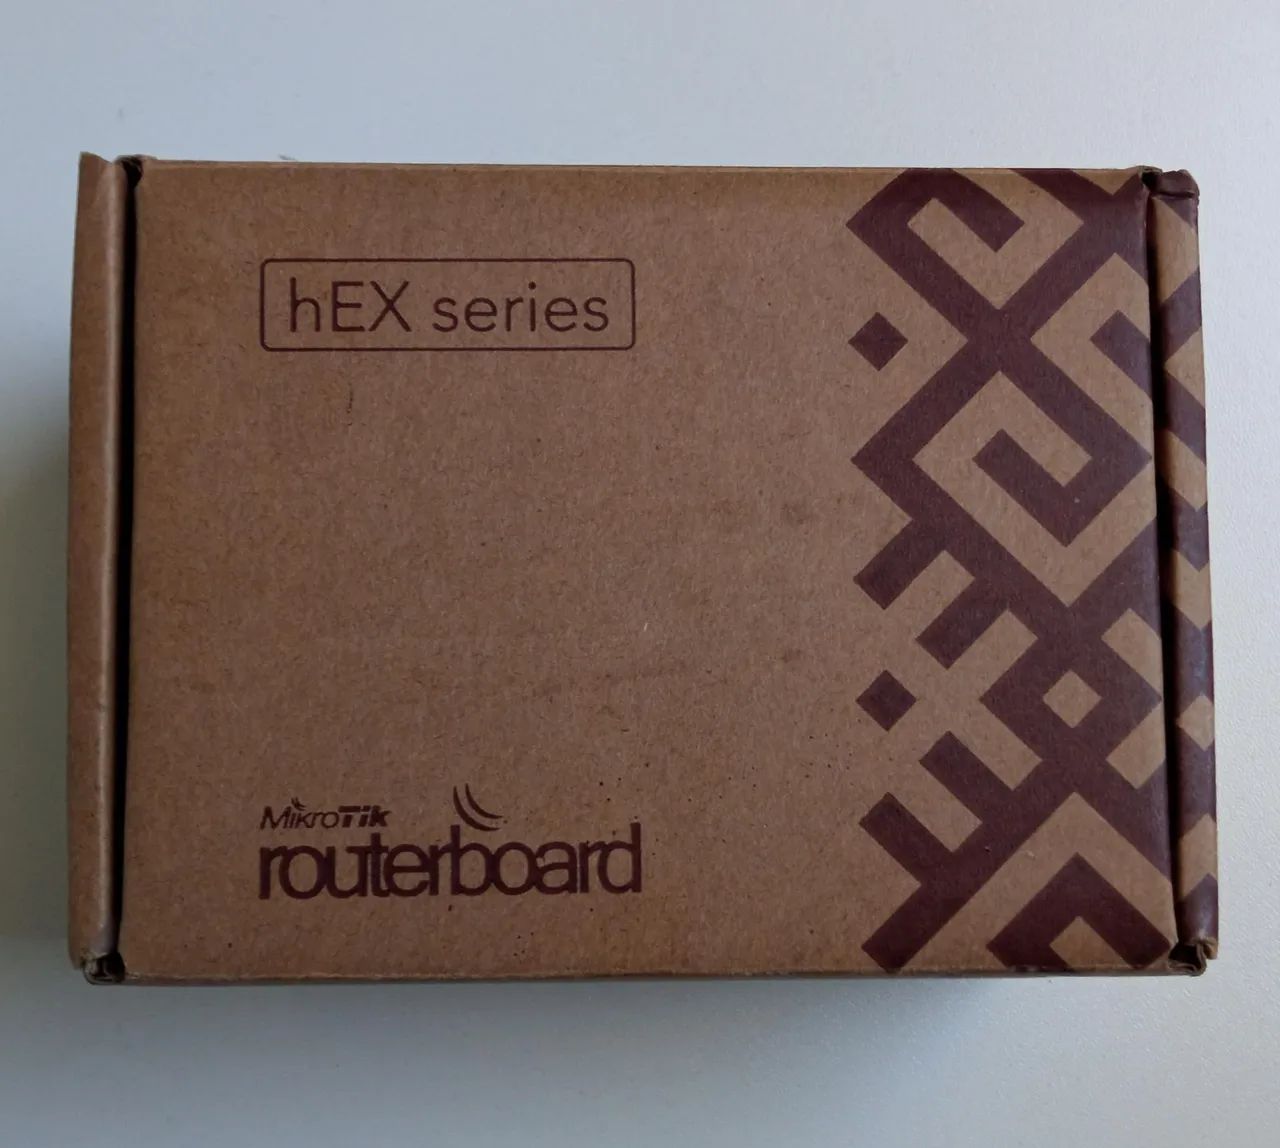 hEX series
MikroTik
routerboard